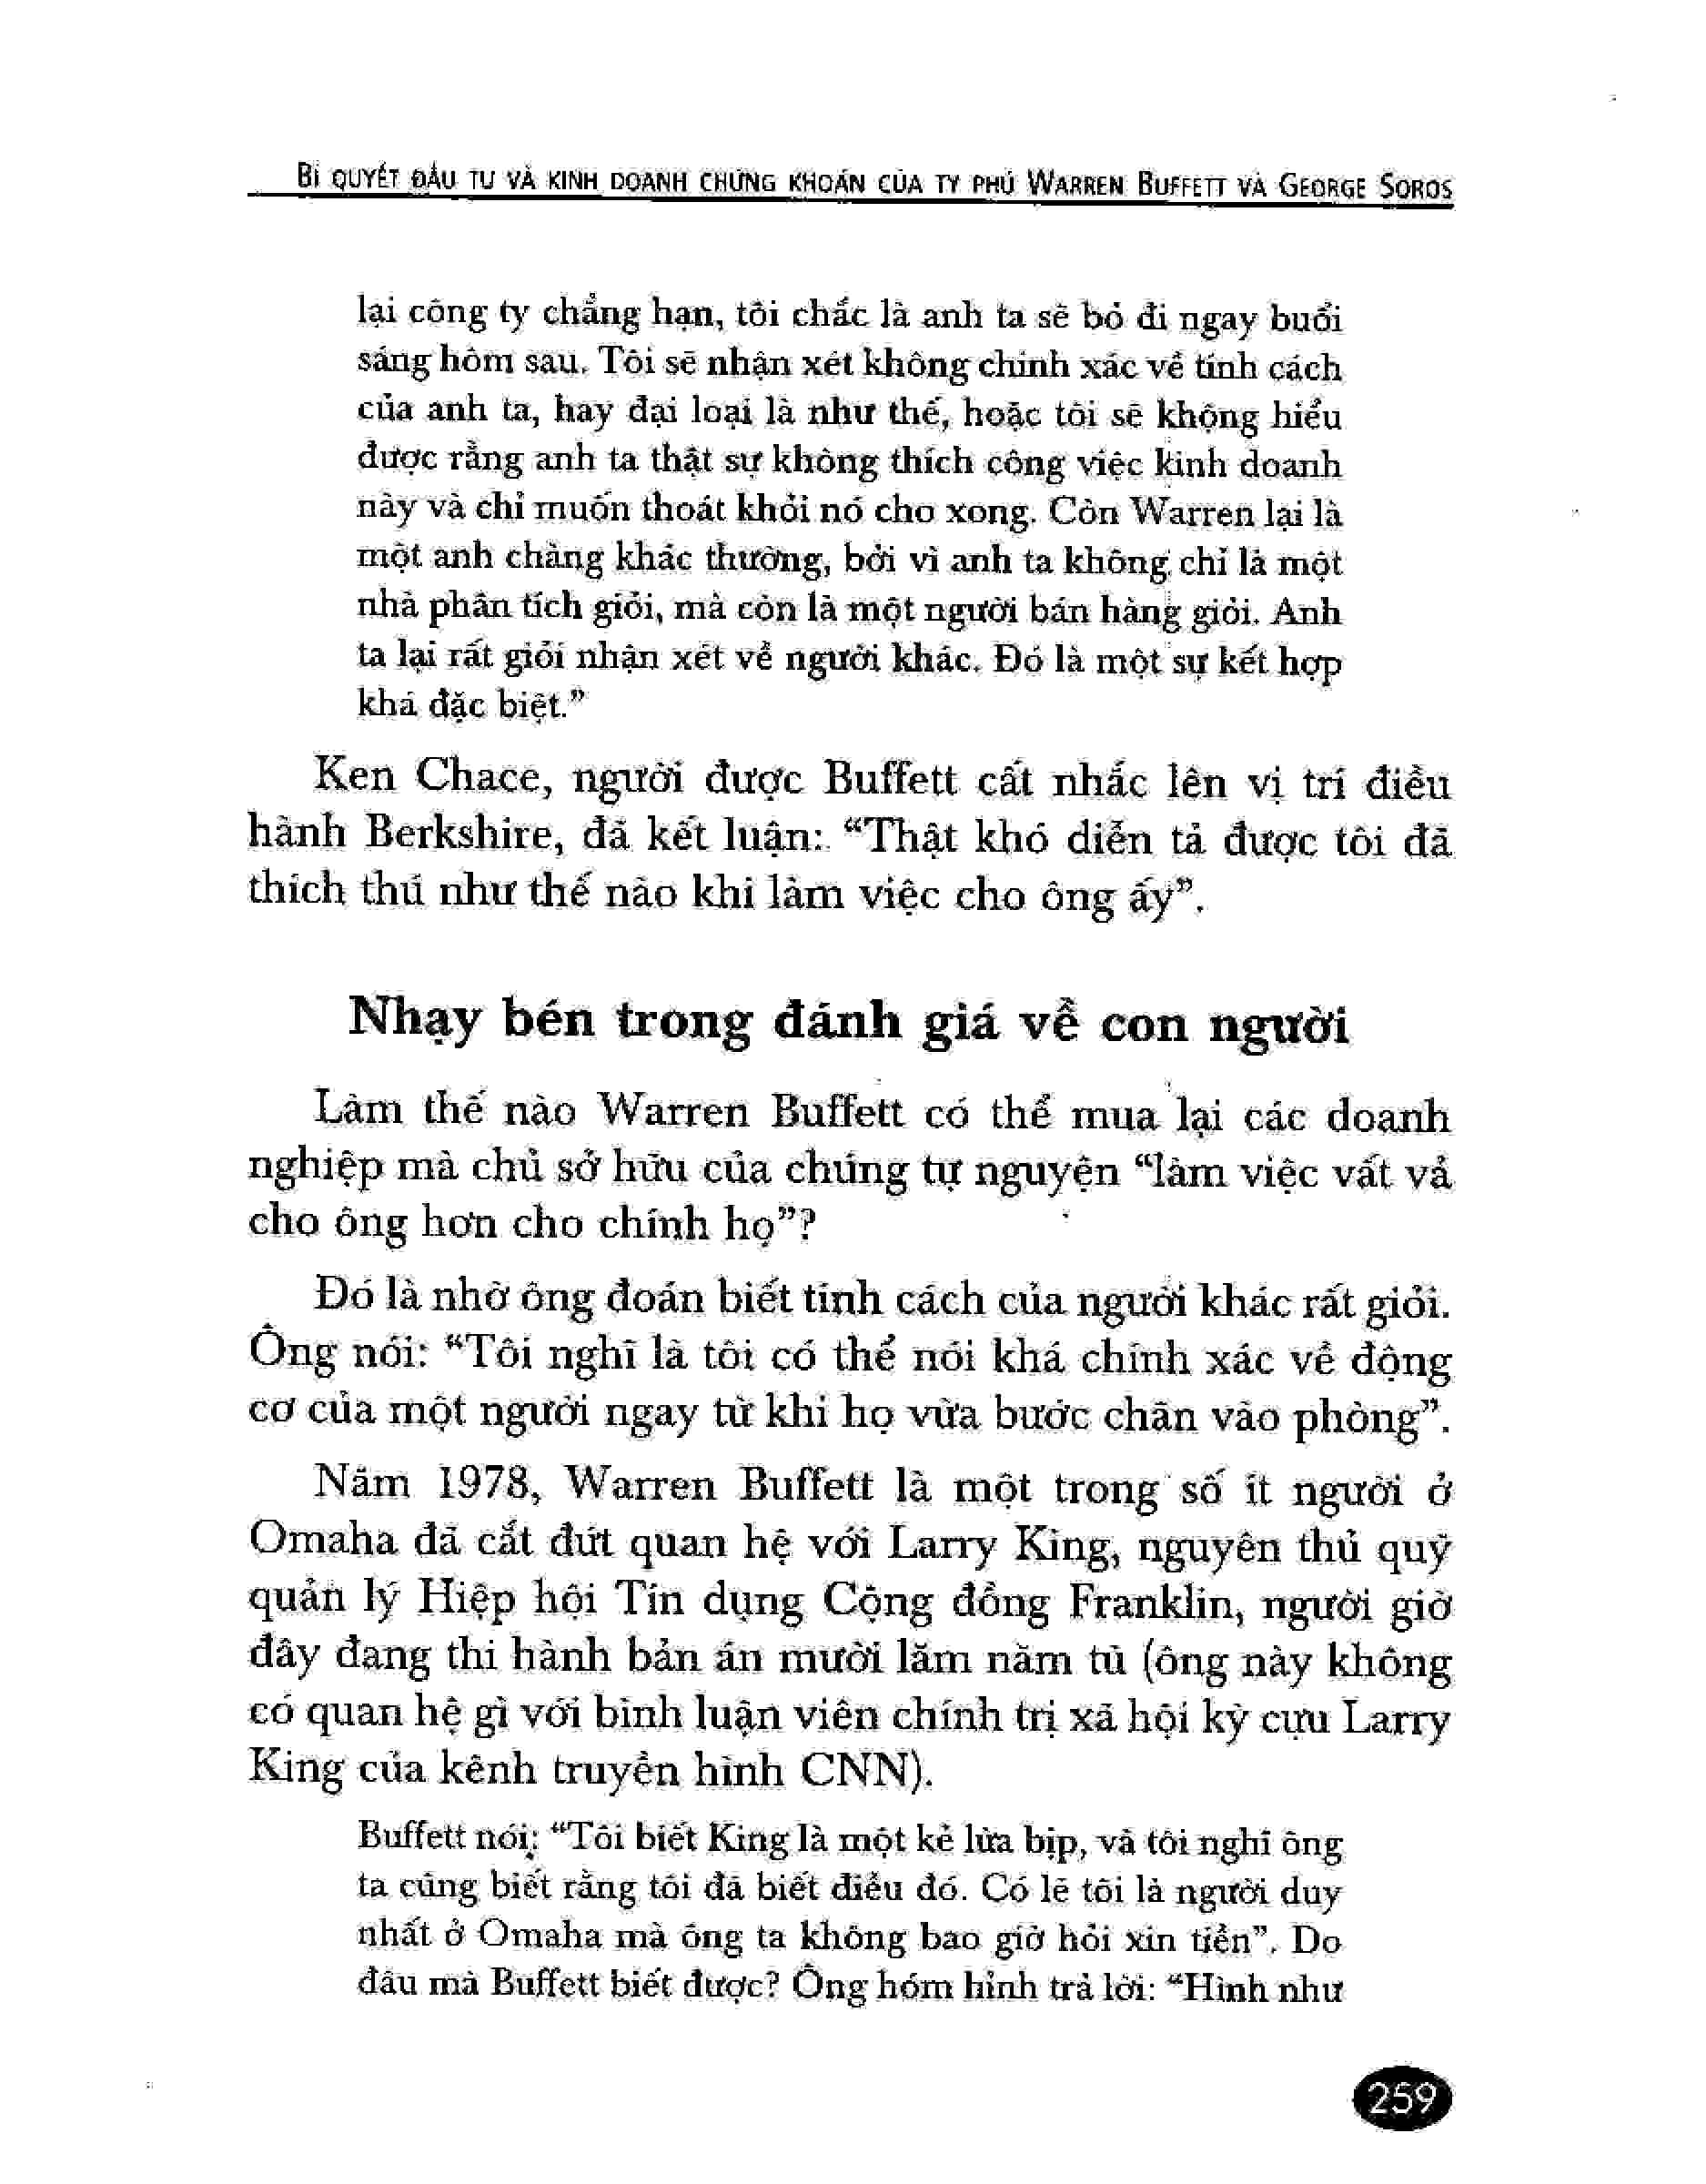 BÍ QUYẾT ĐẦU TƯ VÀ KINH DOANH CHỨNG KHOÁN CỦA TỶ PHÚ WARREN BUFFETT VÀ GEORGE SOROS
lại công ty chẳng hạn, tôi chắc là anh ta sẽ bỏ đi ngay buổi
sáng hôm sau. Tôi sẽ nhận xét không chính xác về tính cách
của anh ta, hay đại loại là như thế, hoặc tôi sẽ không hiểu
được rằng anh ta thật sự không thích công việc kinh doanh
này và chỉ muốn thoát khỏi nó cho xong. Còn Warren lại là
một anh chàng khác thường, bởi vì anh ta không chỉ là một
nhà phân tích giỏi, mà còn là một người bán hàng giỏi. Anh
ta lại rất giỏi nhận xét về người khác. Đó là một sự kết hợp
khá đặc biệt.”
Ken Chace, người được Buffett cất nhắc lên vị trí điều
hành Berkshire, đã kết luận: “Thật khó diễn tả được tôi đã
thích thú như thế nào khi làm việc cho ông ấy”.
Nhạy bén trong đánh giá về con người
Làm thế nào Warren Buffett có thể mua lại các doanh
nghiệp mà chủ sở hữu của chúng tự nguyện “làm việc vất vả
cho ông hơn cho chính họ”?
Đó là nhờ ông đoán biết tính cách của người khác rất giỏi.
Ông nói: “Tôi nghĩ là tôi có thể nói khá chính xác về động
cơ của một người ngay từ khi họ vừa bước chân vào phòng”.
Năm 1978, Warren Buffett là một trong số ít người ở
Omaha đã cắt đứt quan hệ với Larry King, nguyên thủ quỹ
quản lý Hiệp hội Tín dụng Cộng đồng Franklin, người giờ
đây đang thi hành bản án mười lăm năm tù (ông này không
có quan hệ gì với bình luận viên chính trị xã hội kỳ cựu Larry
King của kênh truyền hình CNN).
Buffett nói: “Tôi biết King là một kẻ lừa bịp, và tôi nghĩ ông
ta cũng biết rằng tôi đã biết điều đó. Có lẽ tôi là người duy
nhất ở Omaha mà ông ta không bao giờ hỏi xin tiền”. Do
đâu mà Buffett biết được? Ông hóm hỉnh trả lời: “Hình như
259